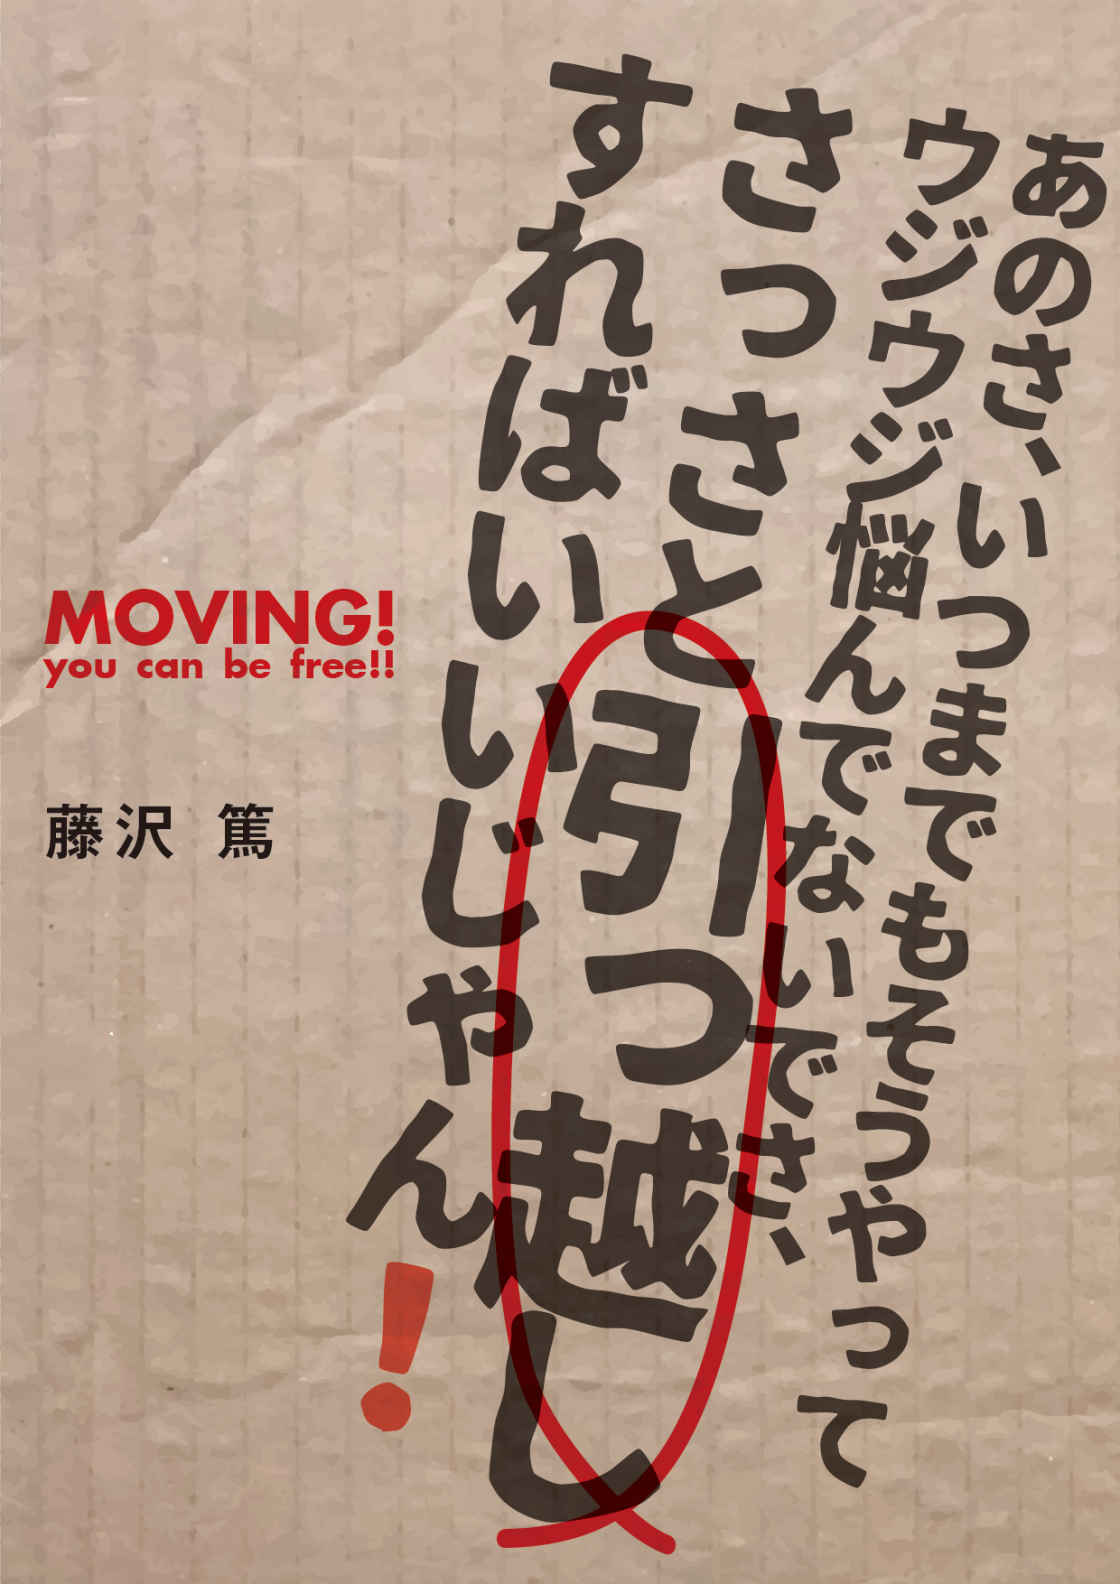 あのさ、いつまでもそうやって
ウジウジ悩んでないでさ、
さっさと引っ越し
すればいいじゃん!
MOVING!
you can be free!!
藤沢 篤